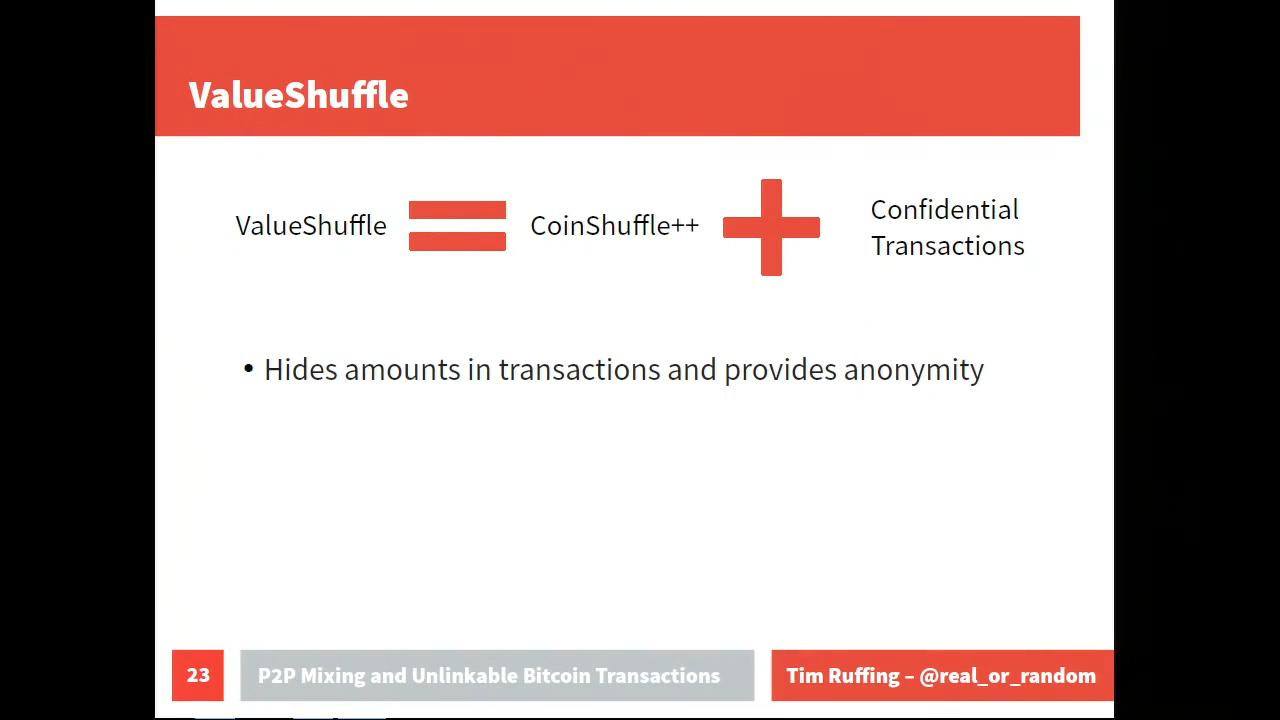 ValueShuffle
ValueShuffle
CoinShuffle++
Confidential
Transactions
• Hides amounts in transactions and provides anonymity
23
P2P Mixing and Unlinkable Bitcoin Transactions
Tim Ruffing – @real_or_random